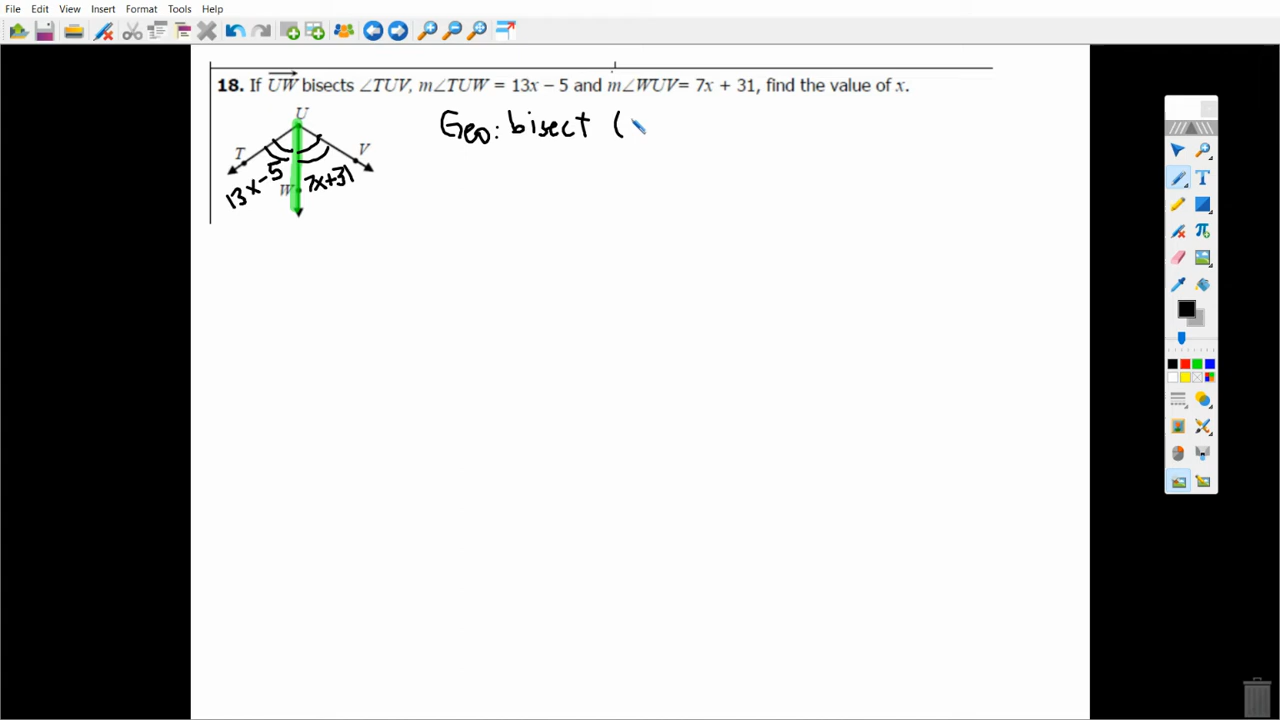 File Edit View Insert Format Tools Help
18. If UW bisects ∠TUV, m∠TUW = 13x − 5 and m∠WUV= 7x + 31, find the value of x.
U
Geo: bisect (
T
V
13x-5
W
7x+31
T
π